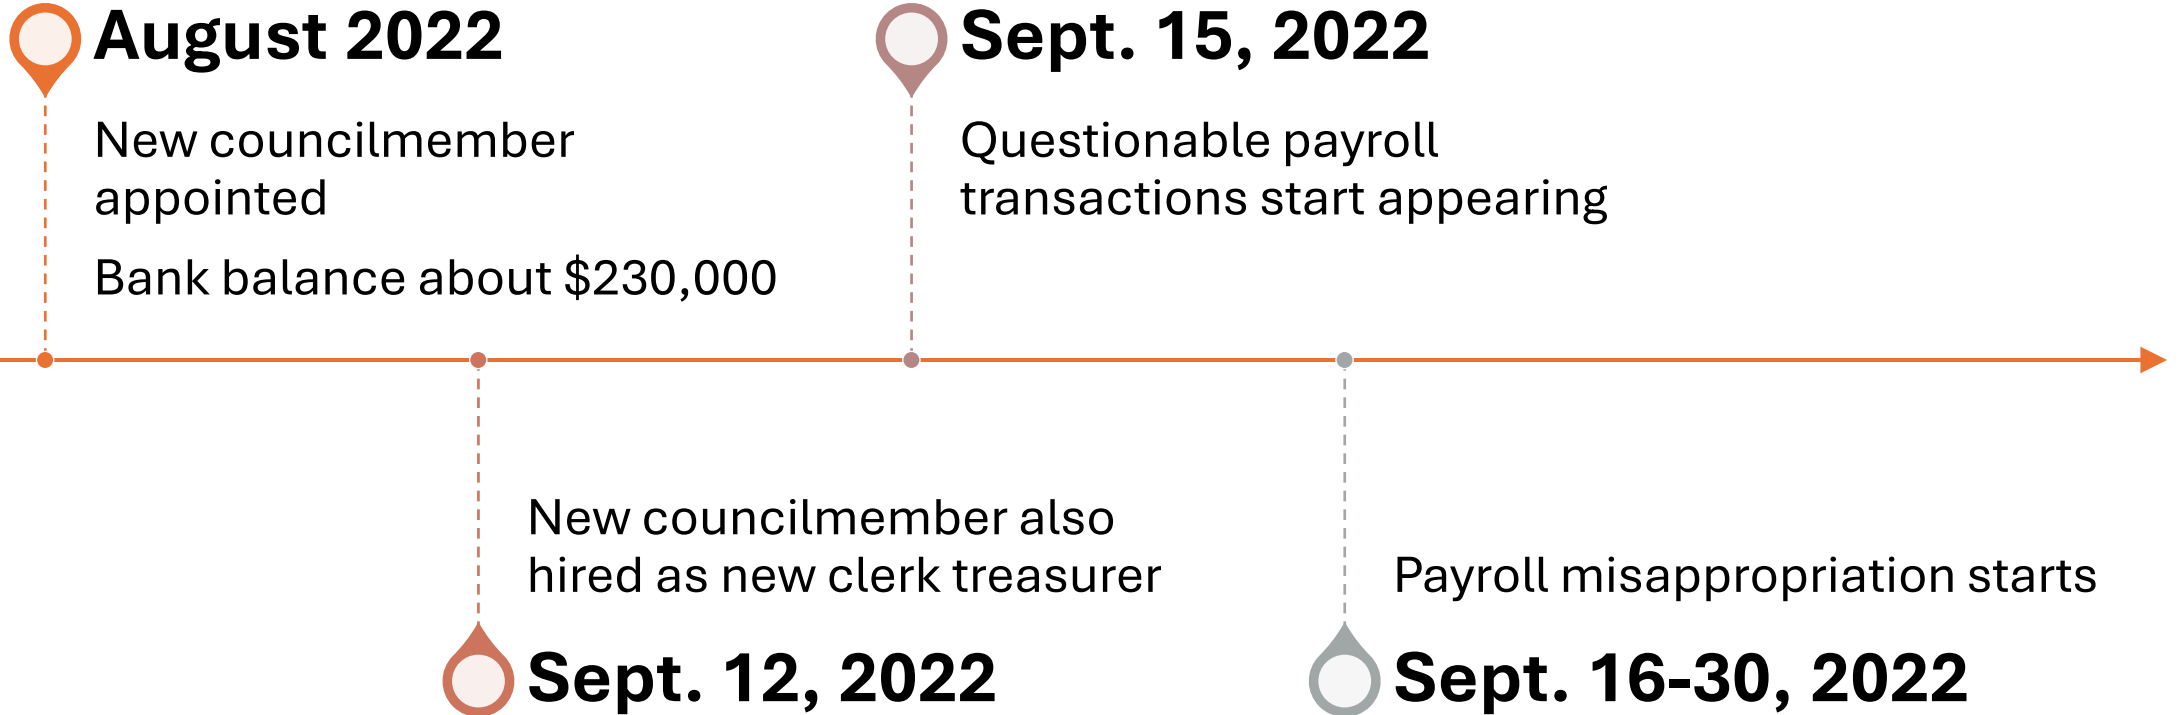 August 2022
New councilmember
appointed
Bank balance about $230,000
New councilmember also
hired as new clerk treasurer
Sept. 12, 2022
Sept. 15, 2022
Questionable payroll
transactions start appearing
Payroll misappropriation starts
Sept. 16-30, 2022